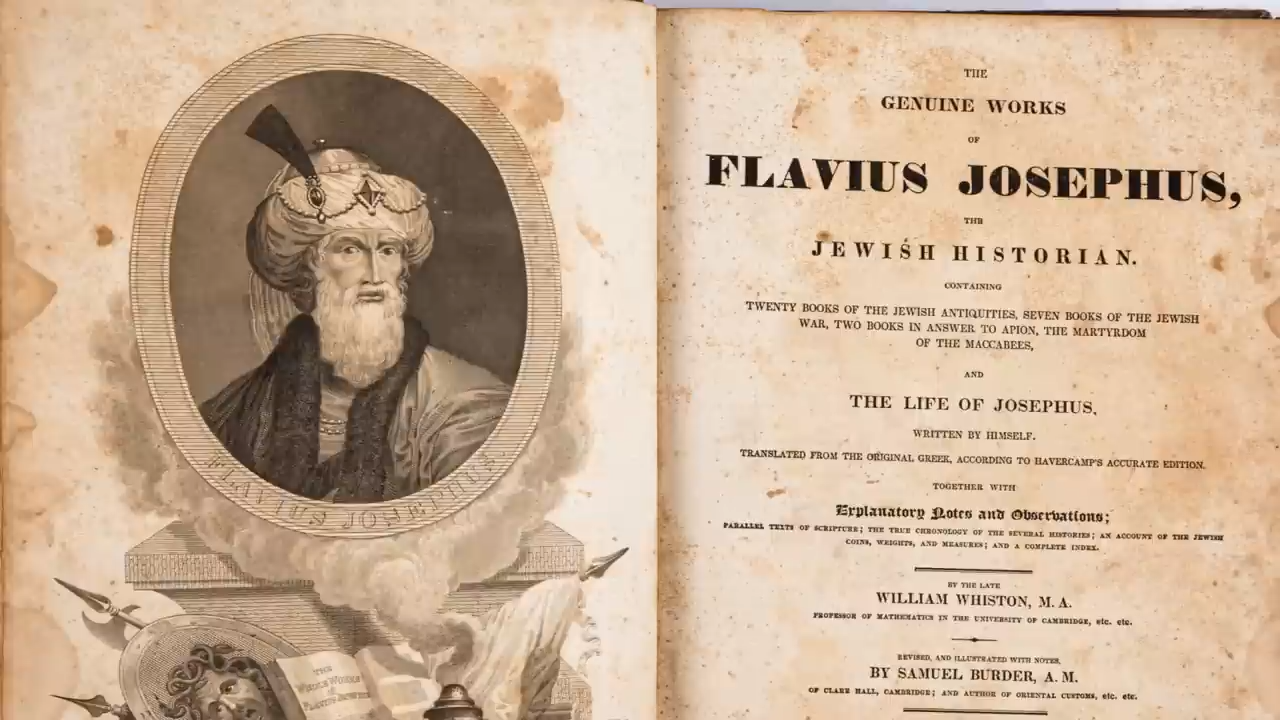 FLAVIUS JOSEPHUS.
THE
WHOLE WORKS
of
FLAVIUS JOSEPHUS
THE
GENUINE WORKS
OF
FLAVIUS JOSEPHUS,
THE
JEWISH HISTORIAN.
CONTAINING
TWENTY BOOKS OF THE JEWISH ANTIQUITIES, SEVEN BOOKS OF THE JEWISH
WAR, TWO BOOKS IN ANSWER TO APION, THE MARTYRDOM
OF THE MACCABEES,
AND
THE LIFE OF JOSEPHUS,
WRITTEN BY HIMSELF.
TRANSLATED FROM THE ORIGINAL GREEK, ACCORDING TO HAVERCAMP'S ACCURATE EDITION.
TOGETHER WITH
Explanatory Notes and Observations;
PARALLEL TEXTS OF SCRIPTURE; THE TRUE CHRONOLOGY OF THE SEVERAL HISTORIES; AN ACCOUNT OF THE JEWISH
COINS, WEIGHTS, AND MEASURES; AND A COMPLETE INDEX.
BY THE LATE
WILLIAM WHISTON, M. A.
PROFESSOR OF MATHEMATICS IN THE UNIVERSITY OF CAMBRIDGE, etc. etc.
REVISED, AND ILLUSTRATED WITH NOTES,
BY SAMUEL BURDER, A. M.
OF CLARE HALL, CAMBRIDGE; AND AUTHOR OF ORIENTAL CUSTOMS, etc. etc.